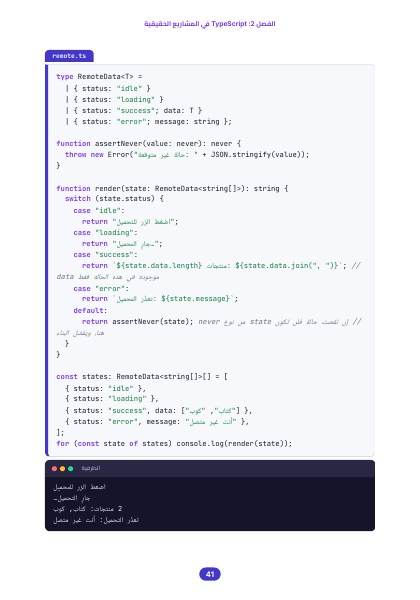 الفصل 2: TypeScript في المشاريع الحقيقية
remote.ts
type RemoteData<T> =
  | { status: "idle" }
  | { status: "loading" }
  | { status: "success"; data: T }
  | { status: "error"; message: string };

function assertNever(value: never): never {
  throw new Error("حالة غير متوقعة: " + JSON.stringify(value));
}

function render(state: RemoteData<string[]>): string {
  switch (state.status) {
    case "idle":
      return "اضغط الزر للتحميل";
    case "loading":
      return "جارٍ التحميل…";
    case "success":
      return `${state.data.length} منتجات: ${state.data.join(", ")}`; //
data موجودة في هذه الحالة فقط
    case "error":
      return `تعذّر التحميل: ${state.message}`;
    default:
      return assertNever(state); // إن نقصت حالة فلن تكون state من نوع never
هنا، ويفشل البناء
  }
}

const states: RemoteData<string[]>[] = [
  { status: "idle" },
  { status: "loading" },
  { status: "success", data: ["كتاب", "كوب"] },
  { status: "error", message: "أنت غير متصل" },
];
for (const state of states) console.log(render(state));
الطرفية
اضغط الزر للتحميل
جارٍ التحميل…
2 منتجات: كتاب, كوب
تعذّر التحميل: أنت غير متصل
41